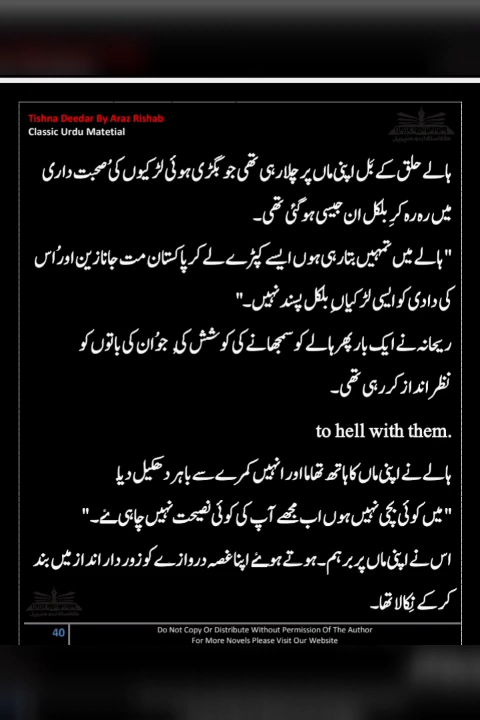 Tishna Deedar By Araz Rishab
Classic Urdu Matetial
ہالے حلق کے بَل اپنی ماں پر چلا رہی تھی جو بگڑی ہوئی لڑکیوں کی صُحبت داری
میں رہ رہ کرِ بلکل ان جیسی ہو گئی تھی۔
"ہالے میں تمہیں بتا رہی ہوں ایسے کپڑے لے کر پاکستان مت جانا زین اور اُس
کی دادی کو ایسی لڑکیاں بلکل پسند نہیں۔"
ریحانہ نے ایک بار پھر ہالے کو سمجھانے کی کوشش کی جو اُن کی باتوں کو
نظر انداز کر رہی تھی۔
to hell with them.
ہالے نے اپنی ماں کا ہاتھ تھاما اور انہیں کمرے سے باہر دھکیل دیا
"میں کوئی بچی نہیں ہوں اب مجھے آپ کی کوئی نصیحت نہیں چاہی ئے۔"
اس نے اپنی ماں پر برہم۔ ہوتے ہوئے اپنا غصہ دروازے کو زور دار انداز میں بند
کر کے نِکالا تھا۔
40
Do Not Copy Or Distribute Without Permission Of The Author
For More Novels Please Visit Our Website